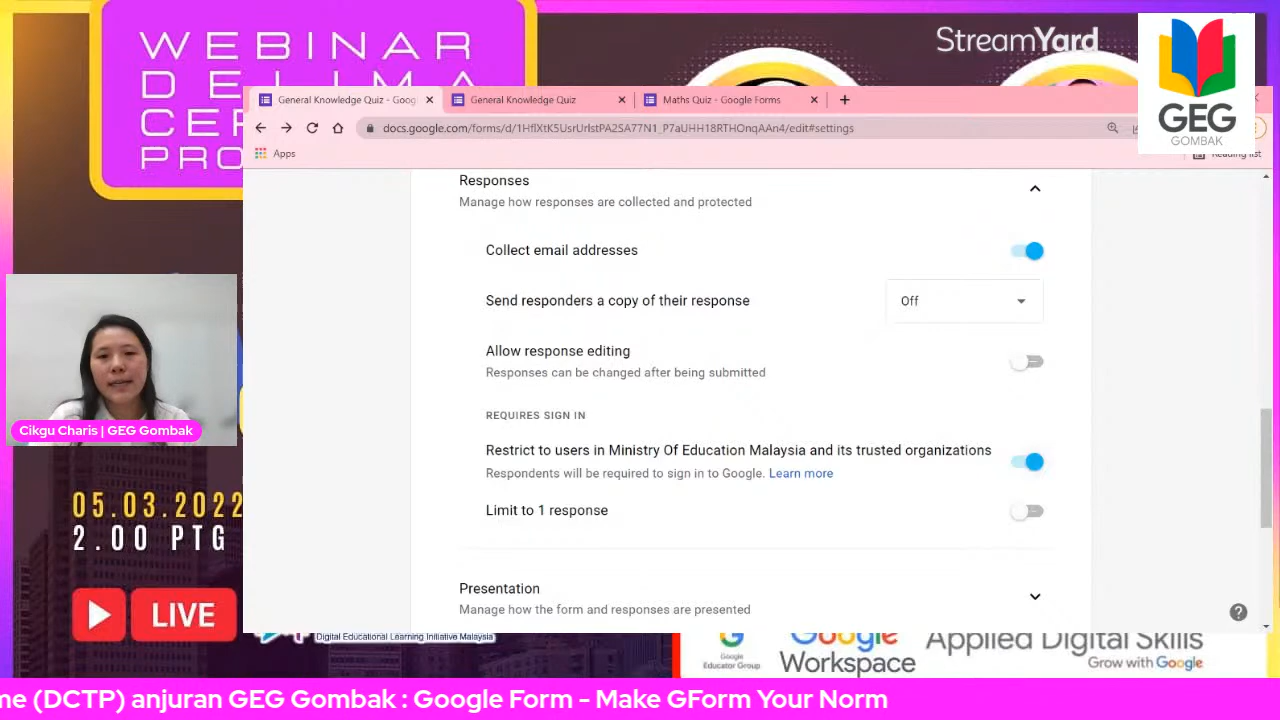 WEBINAR
DELIMA
StreamYard
GEG
GOMBAK
General Knowledge Quiz - Goog
General Knowledge Quiz
Maths Quiz - Google Forms
docs.google.com/forms/d/1HflXtK5UsrUrlstPA2SA77N1_P7aUHH18RTHOnqAAn4/edit#settings
Apps
Reading list
Responses
Manage how responses are collected and protected
Collect email addresses
Send responders a copy of their response
Off
Allow response editing
Responses can be changed after being submitted
REQUIRES SIGN IN
Restrict to users in Ministry Of Education Malaysia and its trusted organizations
Respondents will be required to sign in to Google. Learn more
Limit to 1 response
Presentation
Manage how the form and responses are presented
Cikgu Charis | GEG Gombak
05.03.2022
2.00 PTG
LIVE
Digital Educational Learning Initiative Malaysia
Google
Educator Group
Google
Workspace
Applied Digital Skills
Grow with Google
me (DCTP) anjuran GEG Gombak : Google Form - Make GForm Your Norm